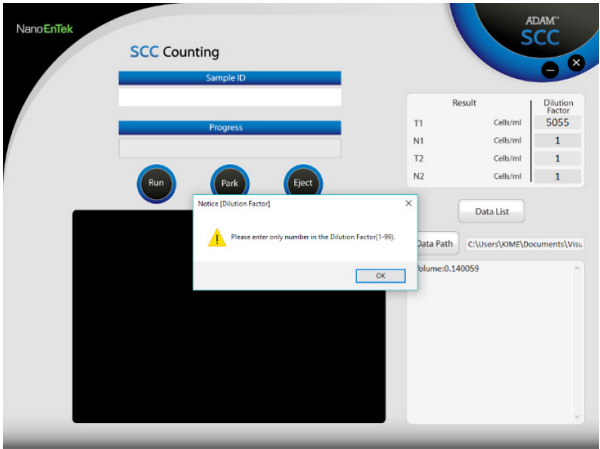 NanoEnTek
ADAM™
SCC
SCC Counting
Sample ID
Progress
Run
Park
Eject
Result
Dilution
Factor
T1 Cells/ml 5055
N1 Cells/ml 1
T2 Cells/ml 1
N2 Cells/ml 1
Data List
Notice [Dilution Factor]
Please enter only number in the Dilution Factor(1-99).
OK
Data Path C:\Users\KIME\Documents\Visu
Volume:0.140059